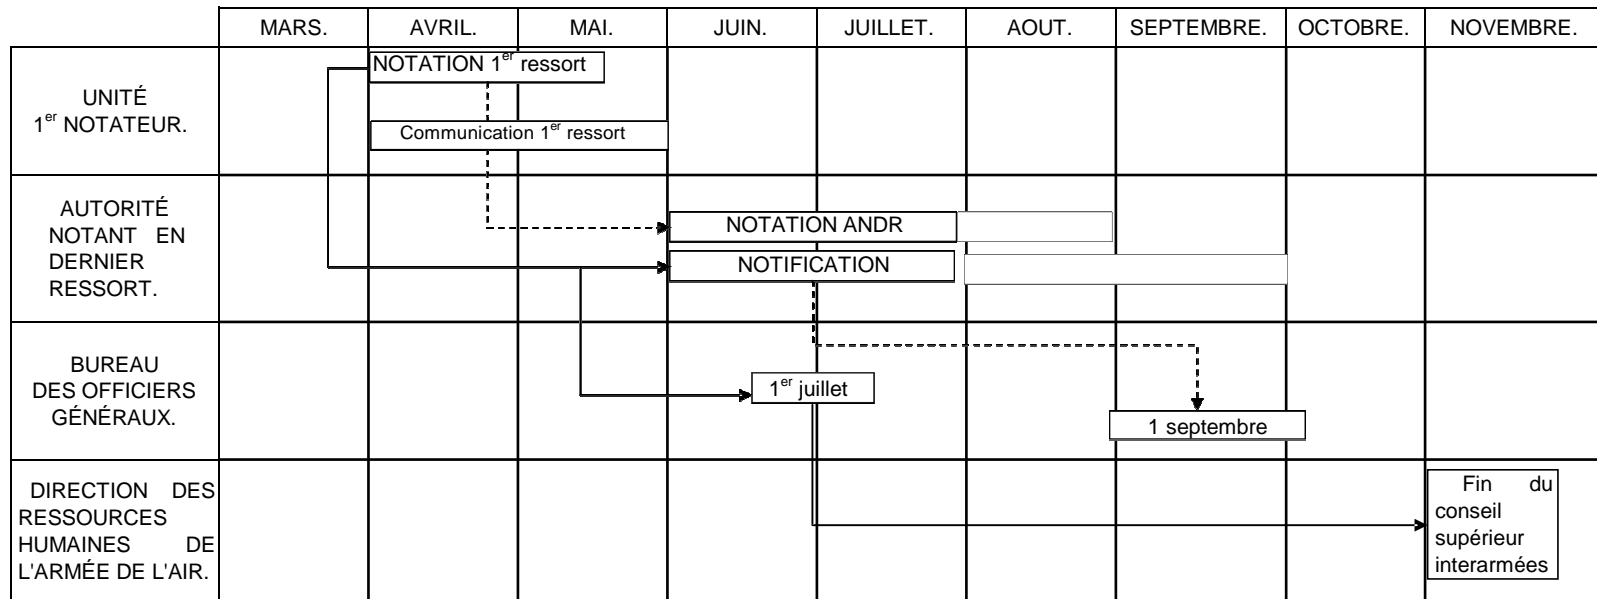 MARS. AVRIL. MAI. JUIN. JUILLET. AOUT. SEPTEMBRE. OCTOBRE. NOVEMBRE.
UNITÉ
1er NOTATEUR.
NOTATION 1er ressort
Communication 1er ressort
AUTORITÉ
NOTANT EN
DERNIER
RESSORT.
NOTATION ANDR
NOTIFICATION
BUREAU
DES OFFICIERS
GÉNÉRAUX.
1er juillet
1 septembre
DIRECTION DES
RESSOURCES
HUMAINES DE
L'ARMÉE DE L'AIR.
Fin du
conseil
supérieur
interarmées